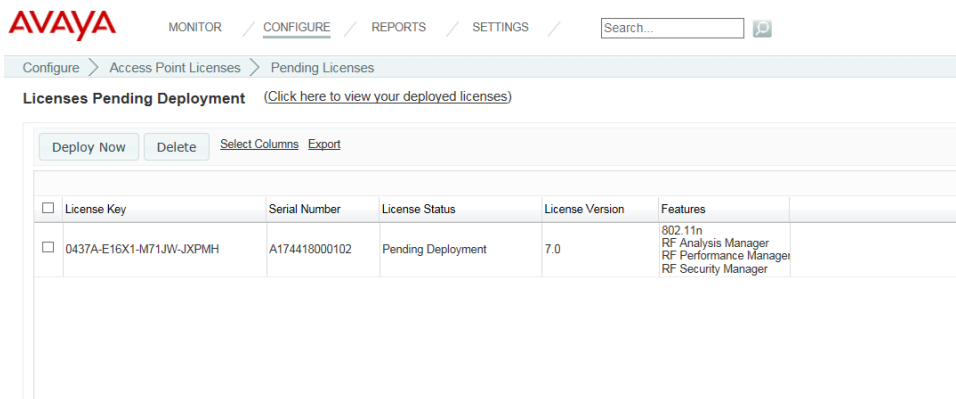 AVAYA
MONITOR / CONFIGURE / REPORTS / SETTINGS / Search...
Configure > Access Point Licenses > Pending Licenses
Licenses Pending Deployment (Click here to view your deployed licenses)
Deploy Now Delete Select Columns Export
License Key Serial Number License Status License Version Features
0437A-E16X1-M71JW-JXPMH A174418000102 Pending Deployment 7.0 802.11n
RF Analysis Manager
RF Performance Manager
RF Security Manager